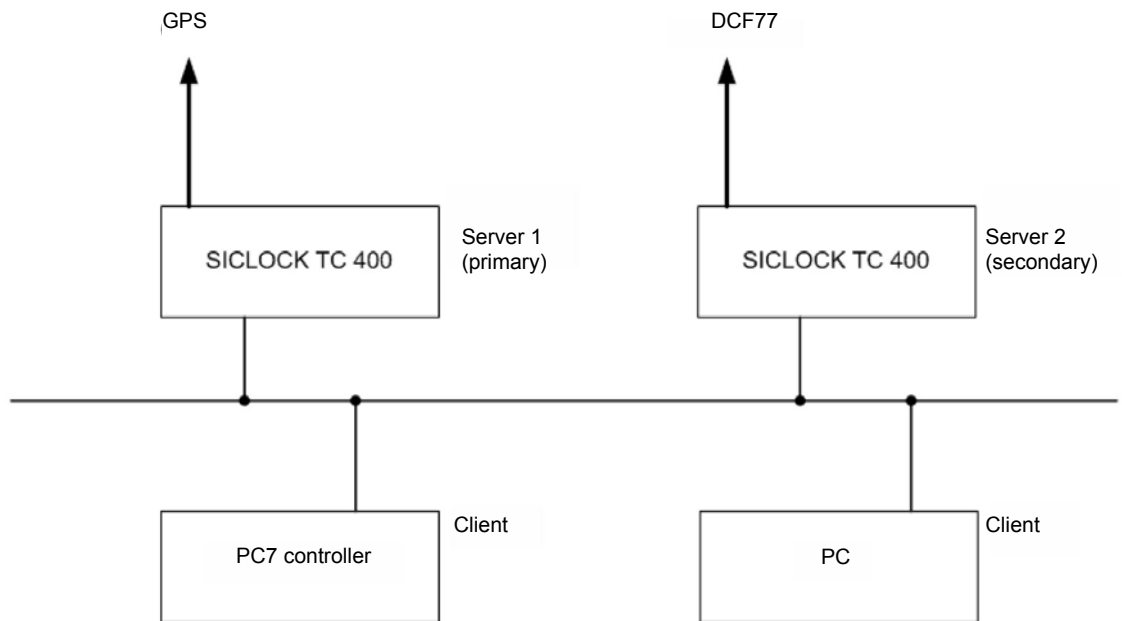 GPS
DCF77
SICLOCK TC 400
Server 1
(primary)
SICLOCK TC 400
Server 2
(secondary)
PC7 controller
Client
PC
Client